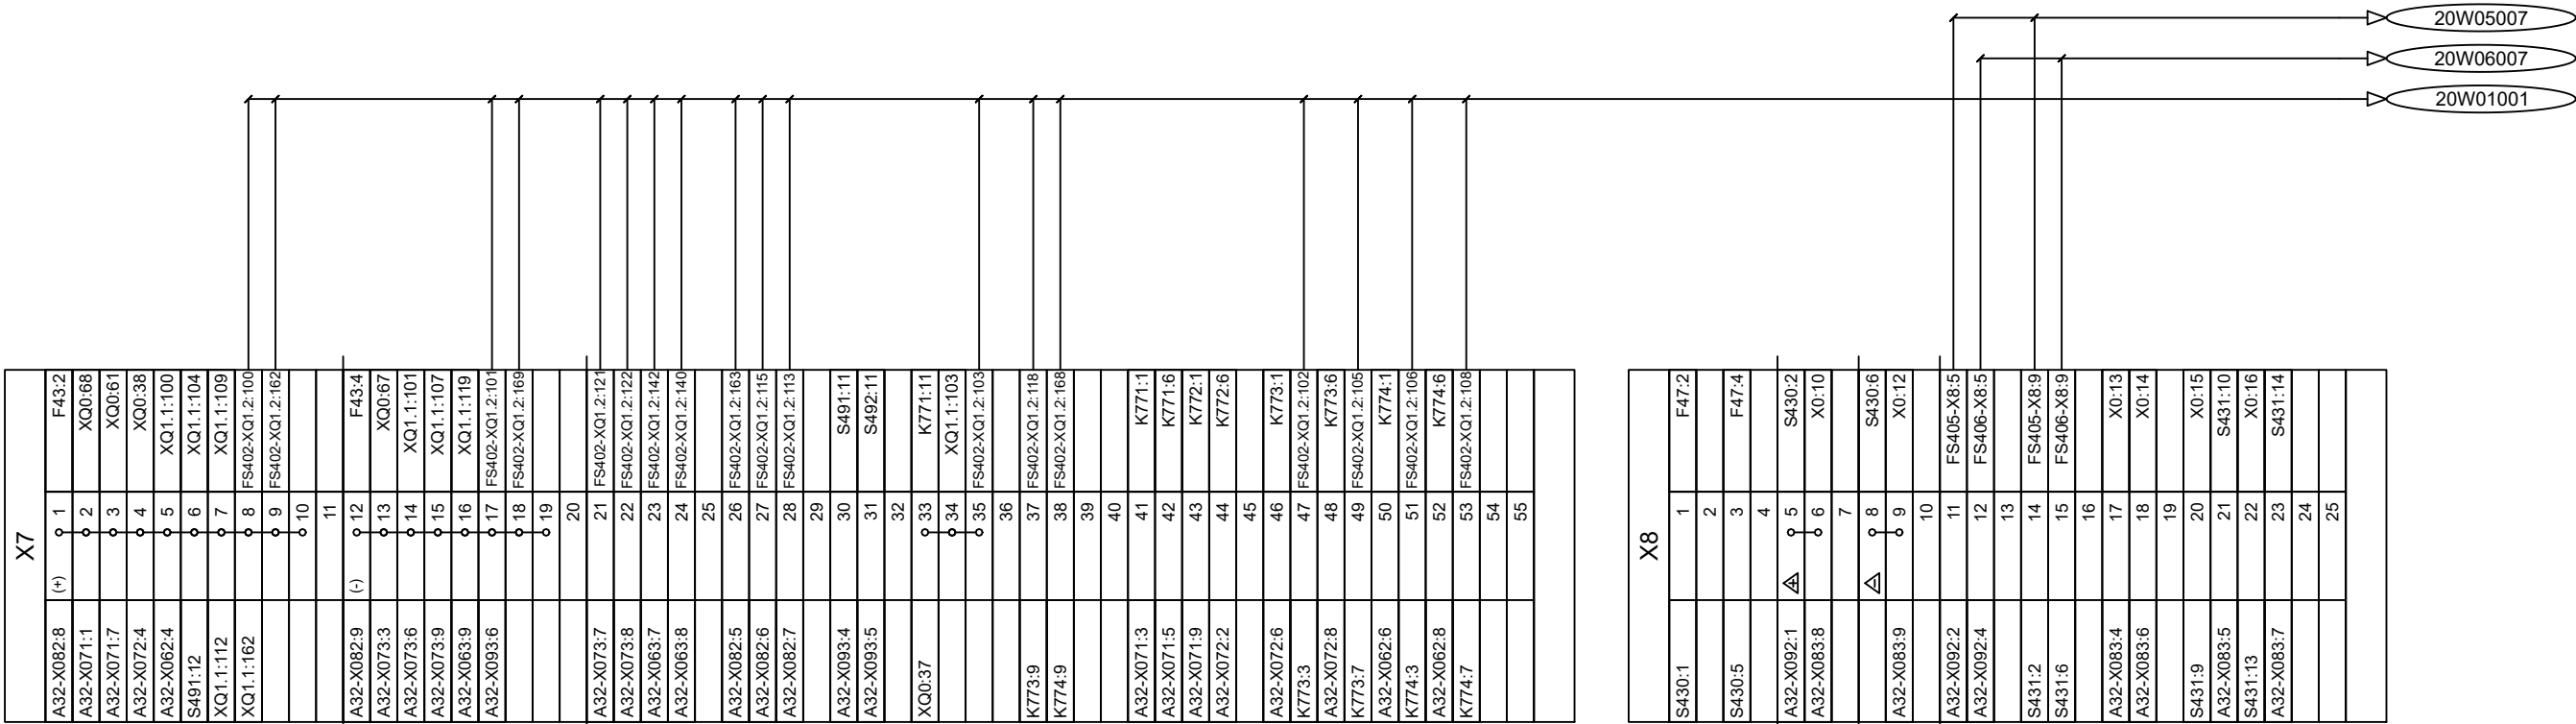 20W05007
20W06007
20W01001
X7
A32-X082:8 (+) 1 F43:2
A32-X071:1 2 XQ0:68
A32-X071:7 3 XQ0:61
A32-X072:4 4 XQ0:38
A32-X062:4 5 XQ1.1:100
S491:12 6 XQ1.1:104
XQ1.1:112 7 XQ1.1:109
XQ1.1:162 8 FS402-XQ1.2:100
9 FS402-XQ1.2:162
10
11
A32-X082:9 (-) 12 F43:4
A32-X073:3 13 XQ0:67
A32-X073:6 14 XQ1.1:101
A32-X073:9 15 XQ1.1:107
A32-X063:9 16 XQ1.1:119
A32-X093:6 17 FS402-XQ1.2:101
18 FS402-XQ1.2:169
19
20
A32-X073:7 21 FS402-XQ1.2:121
A32-X073:8 22 FS402-XQ1.2:122
A32-X063:7 23 FS402-XQ1.2:142
A32-X063:8 24 FS402-XQ1.2:140
25
A32-X082:5 26 FS402-XQ1.2:163
A32-X082:6 27 FS402-XQ1.2:115
A32-X082:7 28 FS402-XQ1.2:113
29
A32-X093:4 30 S491:11
A32-X093:5 31 S492:11
32
XQ0:37 33 K771:11
34 XQ1.1:103
35 FS402-XQ1.2:103
36
K773:9 37 FS402-XQ1.2:118
K774:9 38 FS402-XQ1.2:168
39
40
A32-X071:3 41 K771:1
A32-X071:5 42 K771:6
A32-X071:9 43 K772:1
A32-X072:2 44 K772:6
45
A32-X072:6 46 K773:1
K773:3 47 FS402-XQ1.2:102
A32-X072:8 48 K773:6
K773:7 49 FS402-XQ1.2:105
A32-X062:6 50 K774:1
K774:3 51 FS402-XQ1.2:106
A32-X062:8 52 K774:6
K774:7 53 FS402-XQ1.2:108
54
55
X8
S430:1 1 F47:2
2
S430:5 3 F47:4
4
A32-X092:1 + 5 S430:2
A32-X083:8 6 X0:10
7
- 8 S430:6
A32-X083:9 9 X0:12
10
A32-X092:2 11 FS405-X8:5
A32-X092:4 12 FS406-X8:5
13
S431:2 14 FS405-X8:9
S431:6 15 FS406-X8:9
16
A32-X083:4 17 X0:13
A32-X083:6 18 X0:14
19
S431:9 20 X0:15
A32-X083:5 21 S431:10
S431:13 22 X0:16
A32-X083:7 23 S431:14
24
25